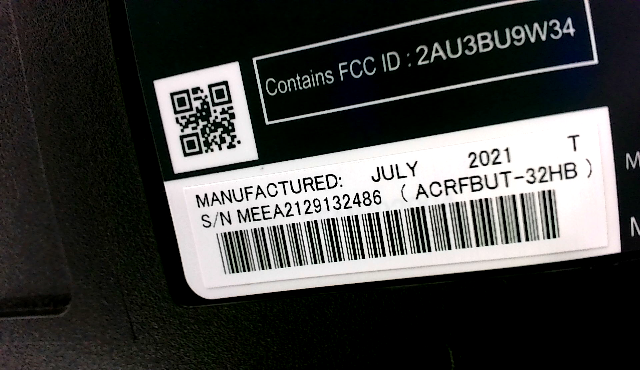 Contains FCC ID : 2AU3BU9W34
MANUFACTURED: JULY 2021 T
S/N MEEA2129132486 ( ACRFBUT-32HB )
M
M